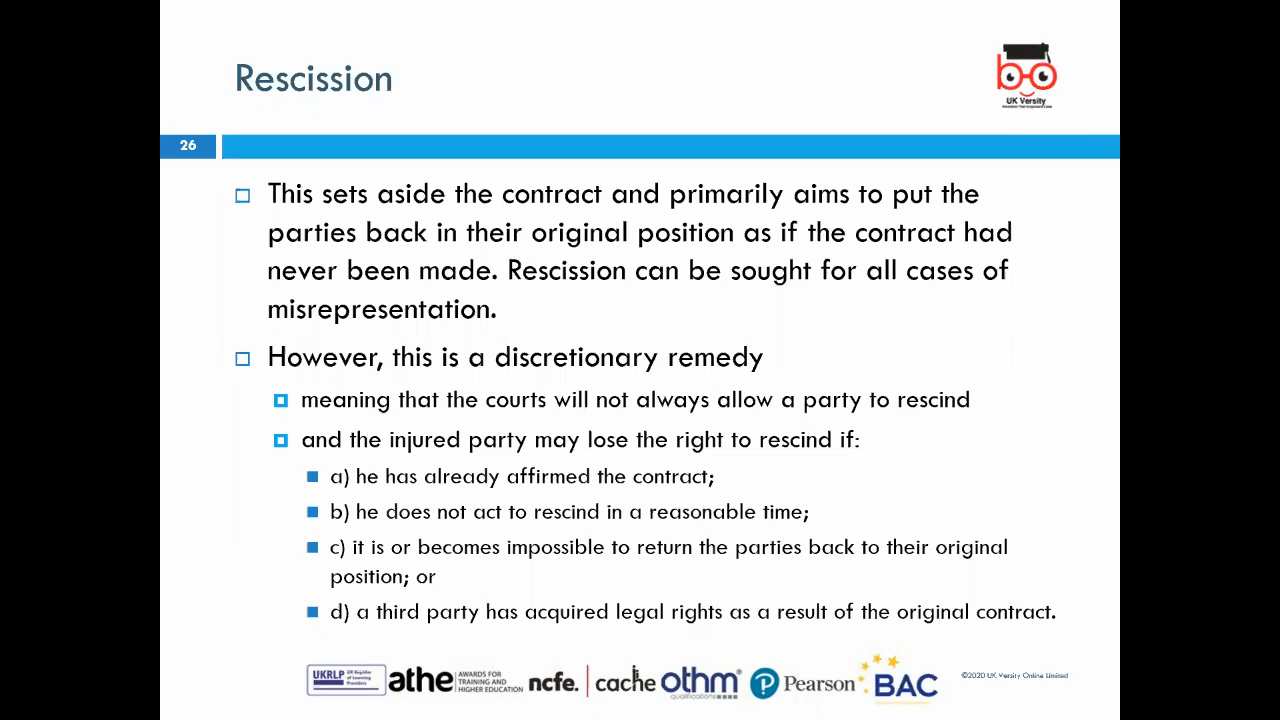 Rescission
UK Versity
26
This sets aside the contract and primarily aims to put the
parties back in their original position as if the contract had
never been made. Rescission can be sought for all cases of
misrepresentation.
However, this is a discretionary remedy
meaning that the courts will not always allow a party to rescind
and the injured party may lose the right to rescind if:
a) he has already affirmed the contract;
b) he does not act to rescind in a reasonable time;
c) it is or becomes impossible to return the parties back to their original
position; or
d) a third party has acquired legal rights as a result of the original contract.
UKRLP UK Register of Learning Providers
athe AWARDS FOR TRAINING AND HIGHER EDUCATION
ncfe. cache
othm qualifications
Pearson
BAC
©2020 UK Versity Online Limited